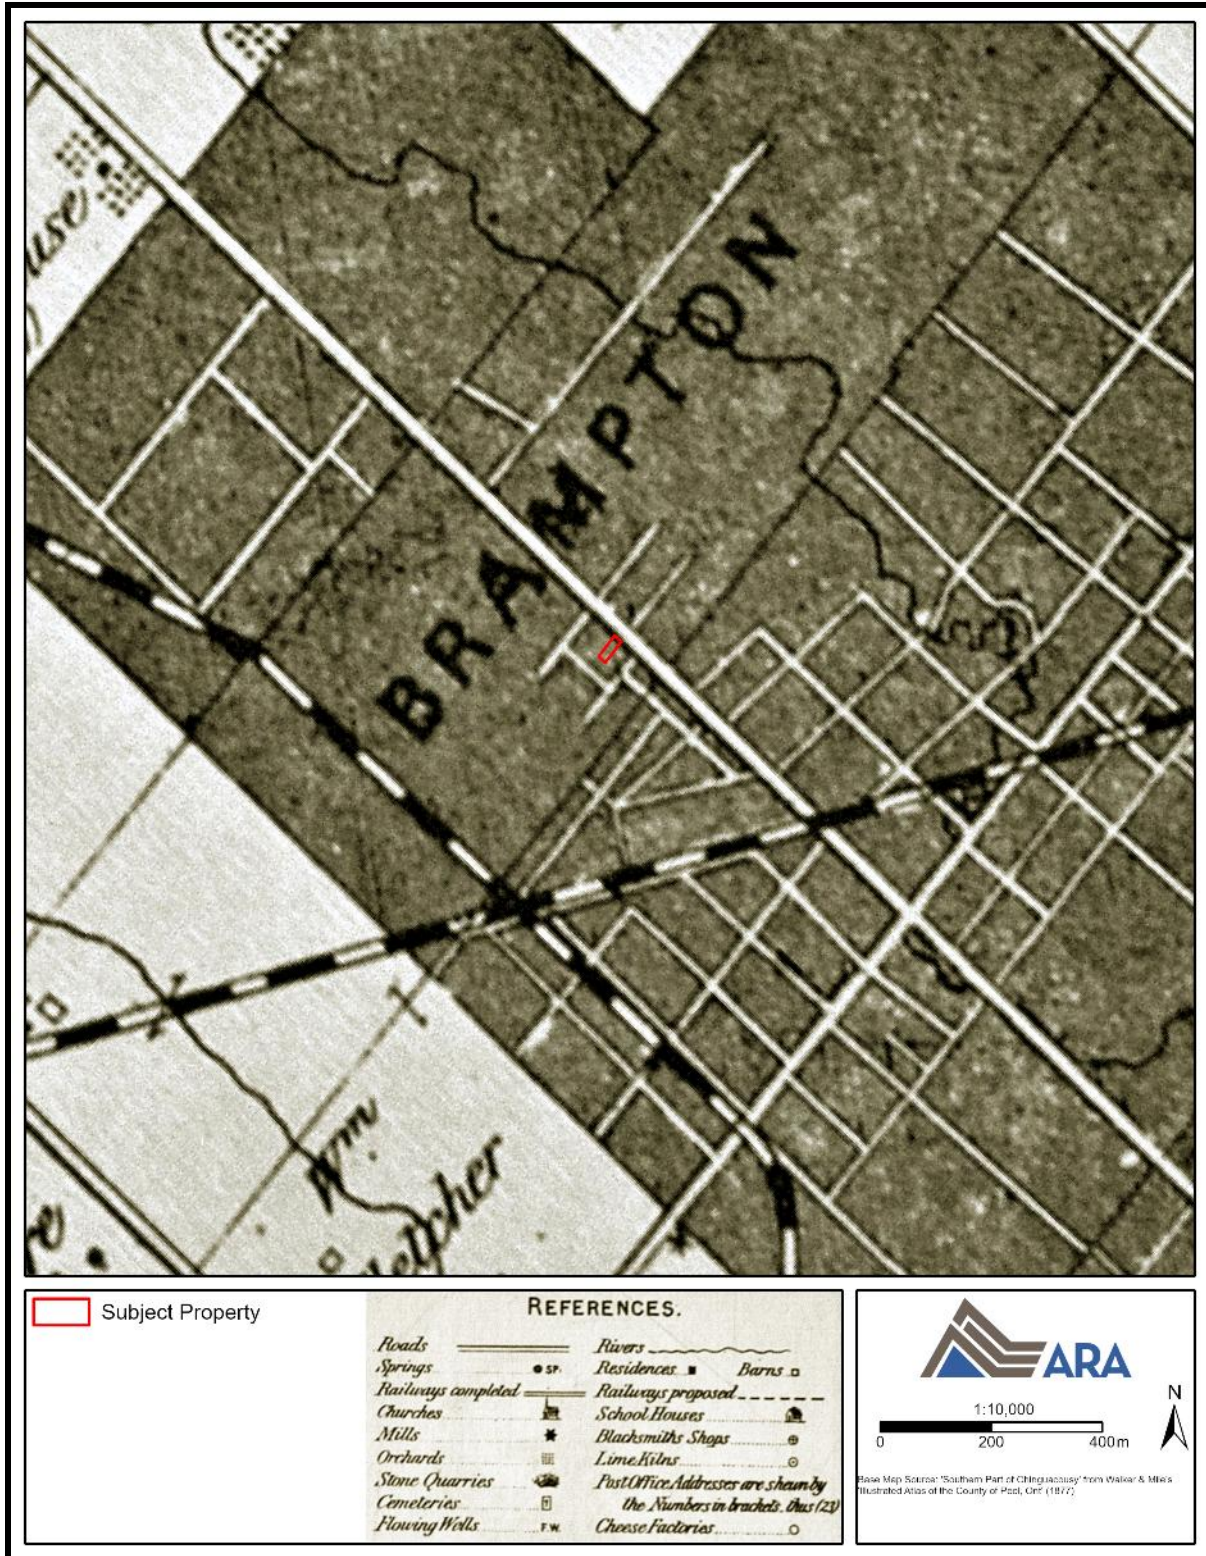 use
BRAMPTON
Wm
re
Subject Property
REFERENCES.
Roads
Rivers
Springs SP.
Residences Barns
Railways completed
Railways proposed
Churches
School Houses
Mills
Blacksmiths Shops
Orchards
Lime Kilns
Stone Quarries
Post Office Addresses are shewn by
the Numbers in brackets. thus (23)
Cemeteries
Flowing Wells F.W.
Cheese Factories
ARA
N
1:10,000
0 200 400m
Base Map Source: 'Southern Part of Chinguacousy' from Walker & Mile's
'Illustrated Atlas of the County of Peel, Ont' (1877)